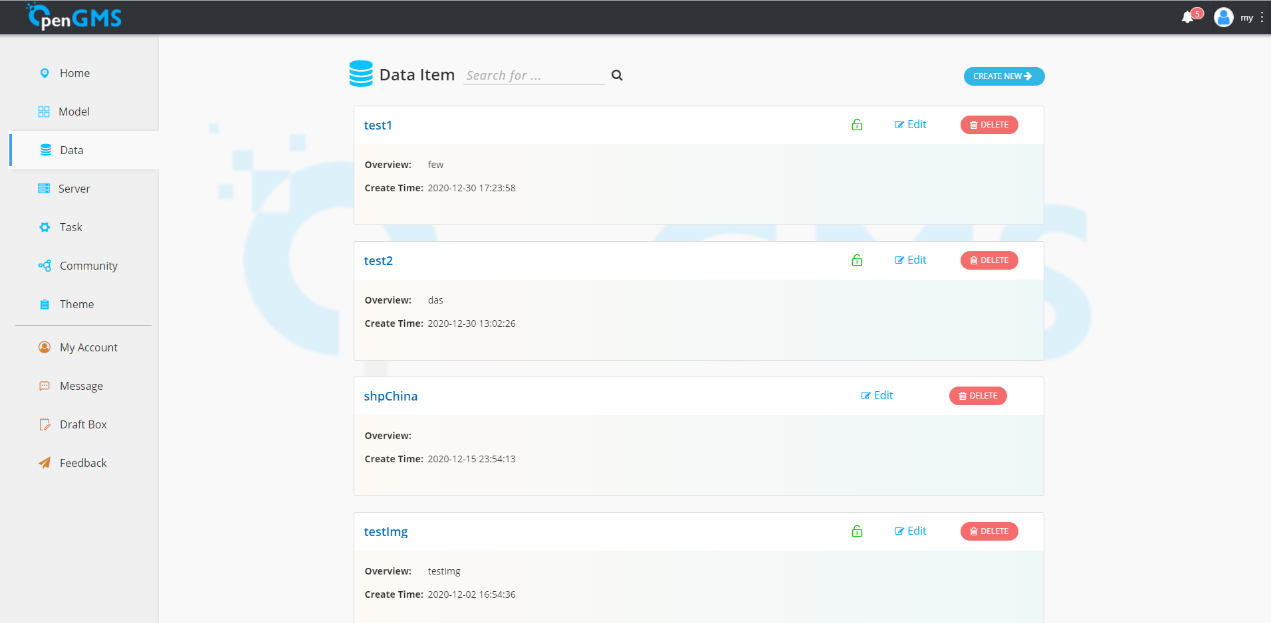 OpenGMS
5
my
Home
Model
Data
Server
Task
Community
Theme
My Account
Message
Draft Box
Feedback
Data Item
Search for ...
CREATE NEW
test1
Edit
DELETE
Overview: few
Create Time: 2020-12-30 17:23:58
test2
Edit
DELETE
Overview: das
Create Time: 2020-12-30 13:02:26
shpChina
Edit
DELETE
Overview:
Create Time: 2020-12-15 23:54:13
testImg
Edit
DELETE
Overview: testimg
Create Time: 2020-12-02 16:54:36